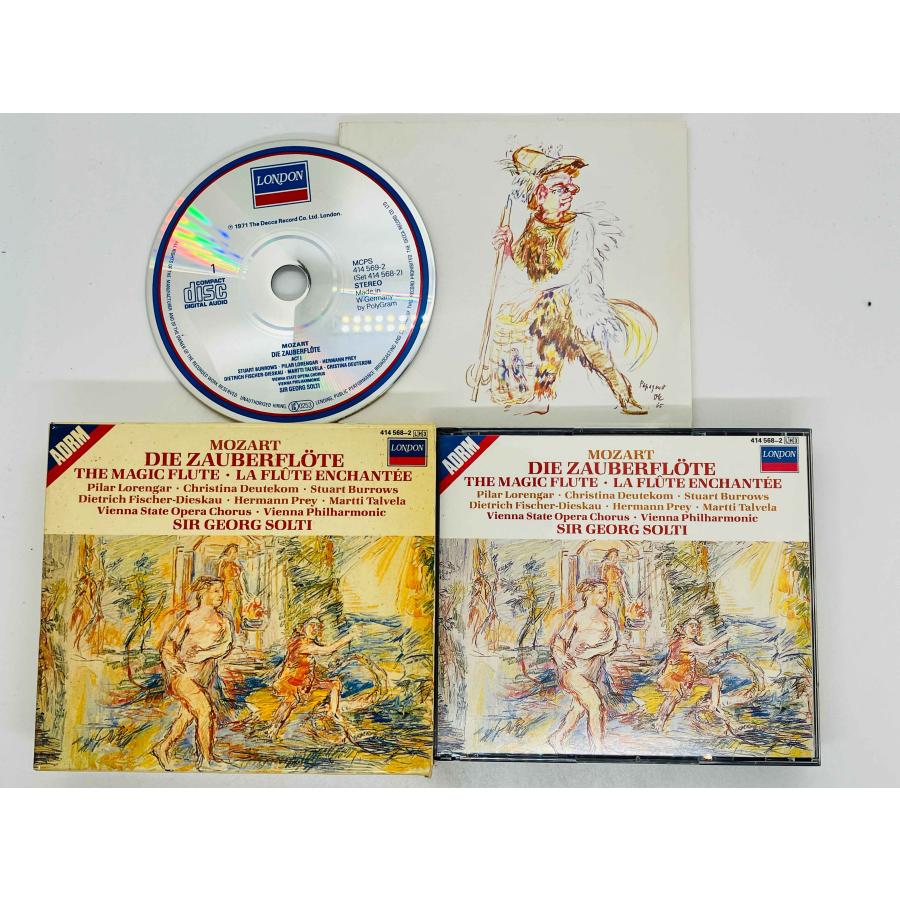 LONDON
℗ 1971 The Decca Record Co. Ltd. London.
1
COMPACT
disc
DIGITAL AUDIO
MCPS
414 569-2
(Set 414 568-2)
STEREO
Made in
W.Germany
by PolyGram
MOZART
DIE ZAUBERFLÖTE
ACT I
STUART BURROWS · PILAR LORENGAR · HERMANN PREY
DIETRICH FISCHER-DIESKAU · MARTTI TALVELA · CRISTINA DEUTEKOM
VIENNA STATE OPERA CHORUS
VIENNA PHILHARMONIC
SIR GEORG SOLTI
Papageno
OK
65
ADRM
414 568-2 LH3
LONDON
MOZART
DIE ZAUBERFLÖTE
THE MAGIC FLUTE · LA FLÛTE ENCHANTÉE
Pilar Lorengar · Christina Deutekom · Stuart Burrows
Dietrich Fischer-Dieskau · Hermann Prey · Martti Talvela
Vienna State Opera Chorus · Vienna Philharmonic
SIR GEORG SOLTI
ADRM
414 568-2 LH3
LONDON
MOZART
DIE ZAUBERFLÖTE
THE MAGIC FLUTE · LA FLÛTE ENCHANTÉE
Pilar Lorengar · Christina Deutekom · Stuart Burrows
Dietrich Fischer-Dieskau · Hermann Prey · Martti Talvela
Vienna State Opera Chorus · Vienna Philharmonic
SIR GEORG SOLTI